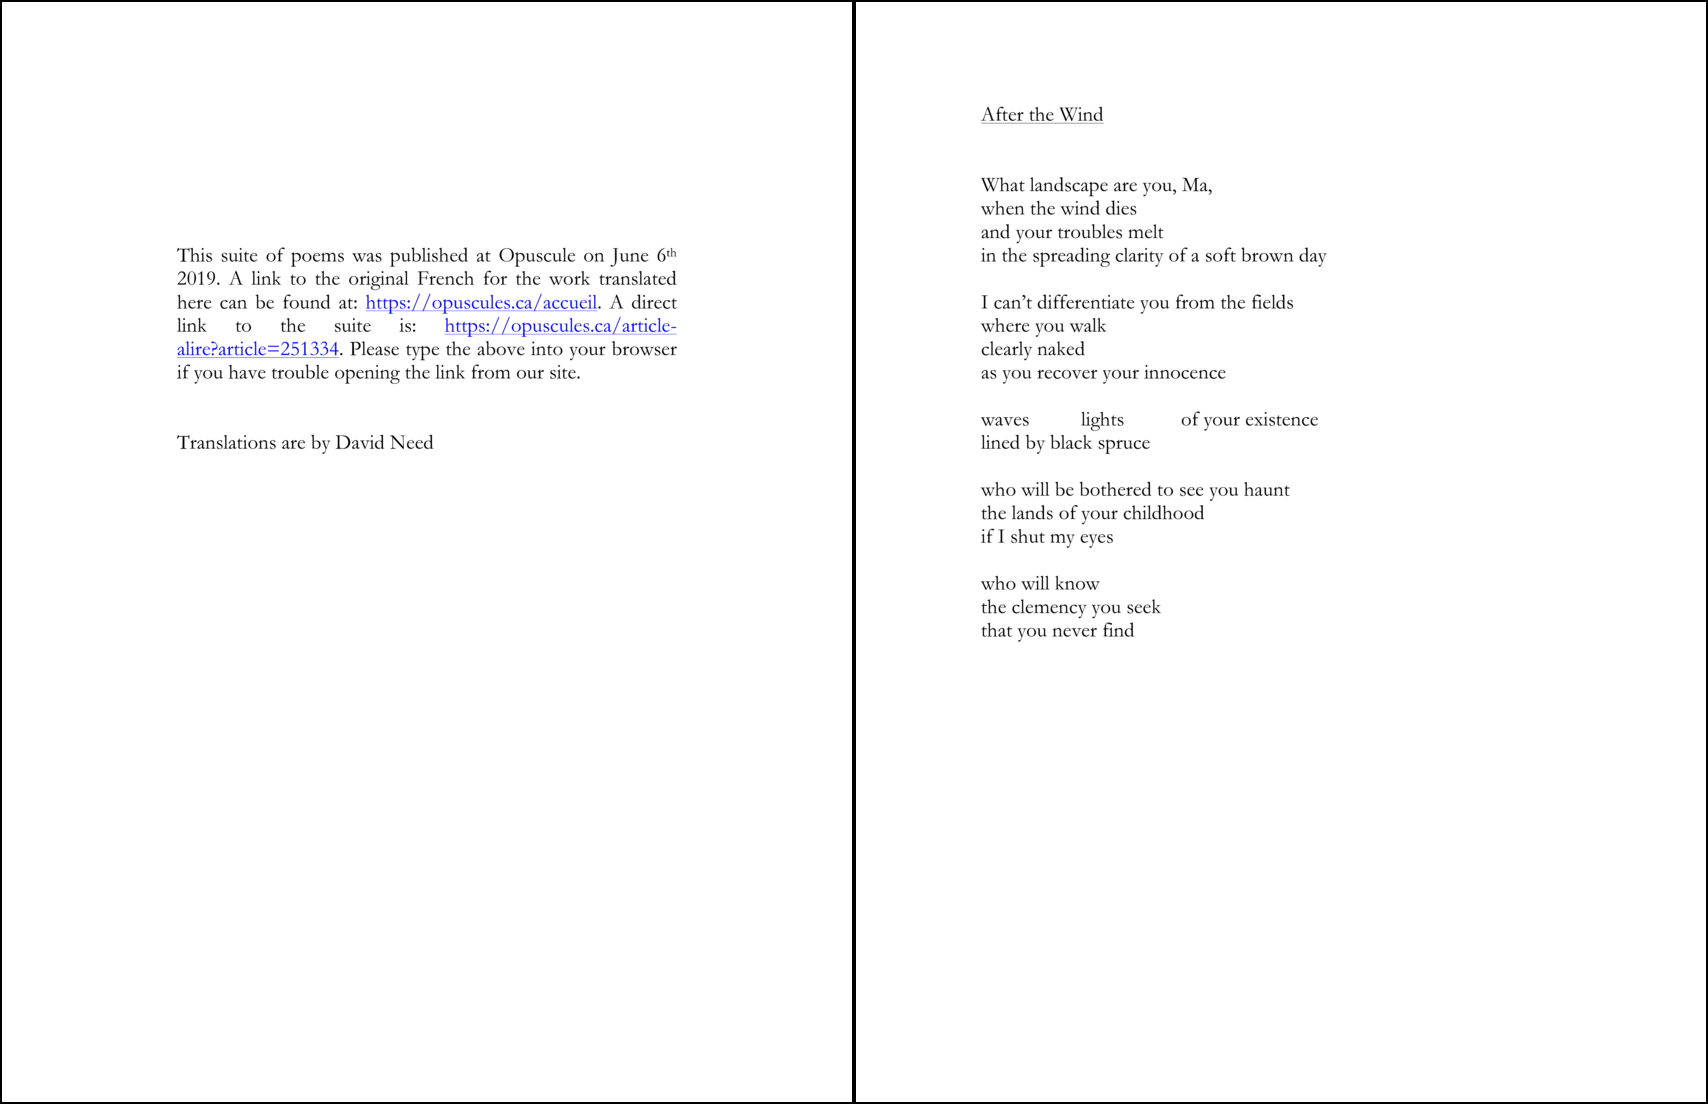 This suite of poems was published at Opuscule on June 6th
2019. A link to the original French for the work translated
here can be found at: https://opuscules.ca/accueil. A direct
link to the suite is: https://opuscules.ca/article-
alire?article=251334. Please type the above into your browser
if you have trouble opening the link from our site.
Translations are by David Need
After the Wind
What landscape are you, Ma,
when the wind dies
and your troubles melt
in the spreading clarity of a soft brown day
I can’t differentiate you from the fields
where you walk
clearly naked
as you recover your innocence
waves lights of your existence
lined by black spruce
who will be bothered to see you haunt
the lands of your childhood
if I shut my eyes
who will know
the clemency you seek
that you never find